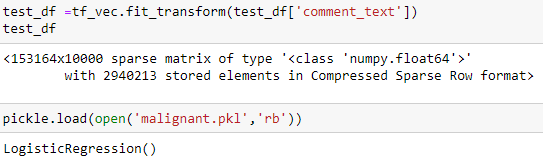 test_df =tf_vec.fit_transform(test_df['comment_text'])
test_df
<153164x10000 sparse matrix of type '<class 'numpy.float64'>'
with 2940213 stored elements in Compressed Sparse Row format>
pickle.load(open('malignant.pkl','rb'))
LogisticRegression()